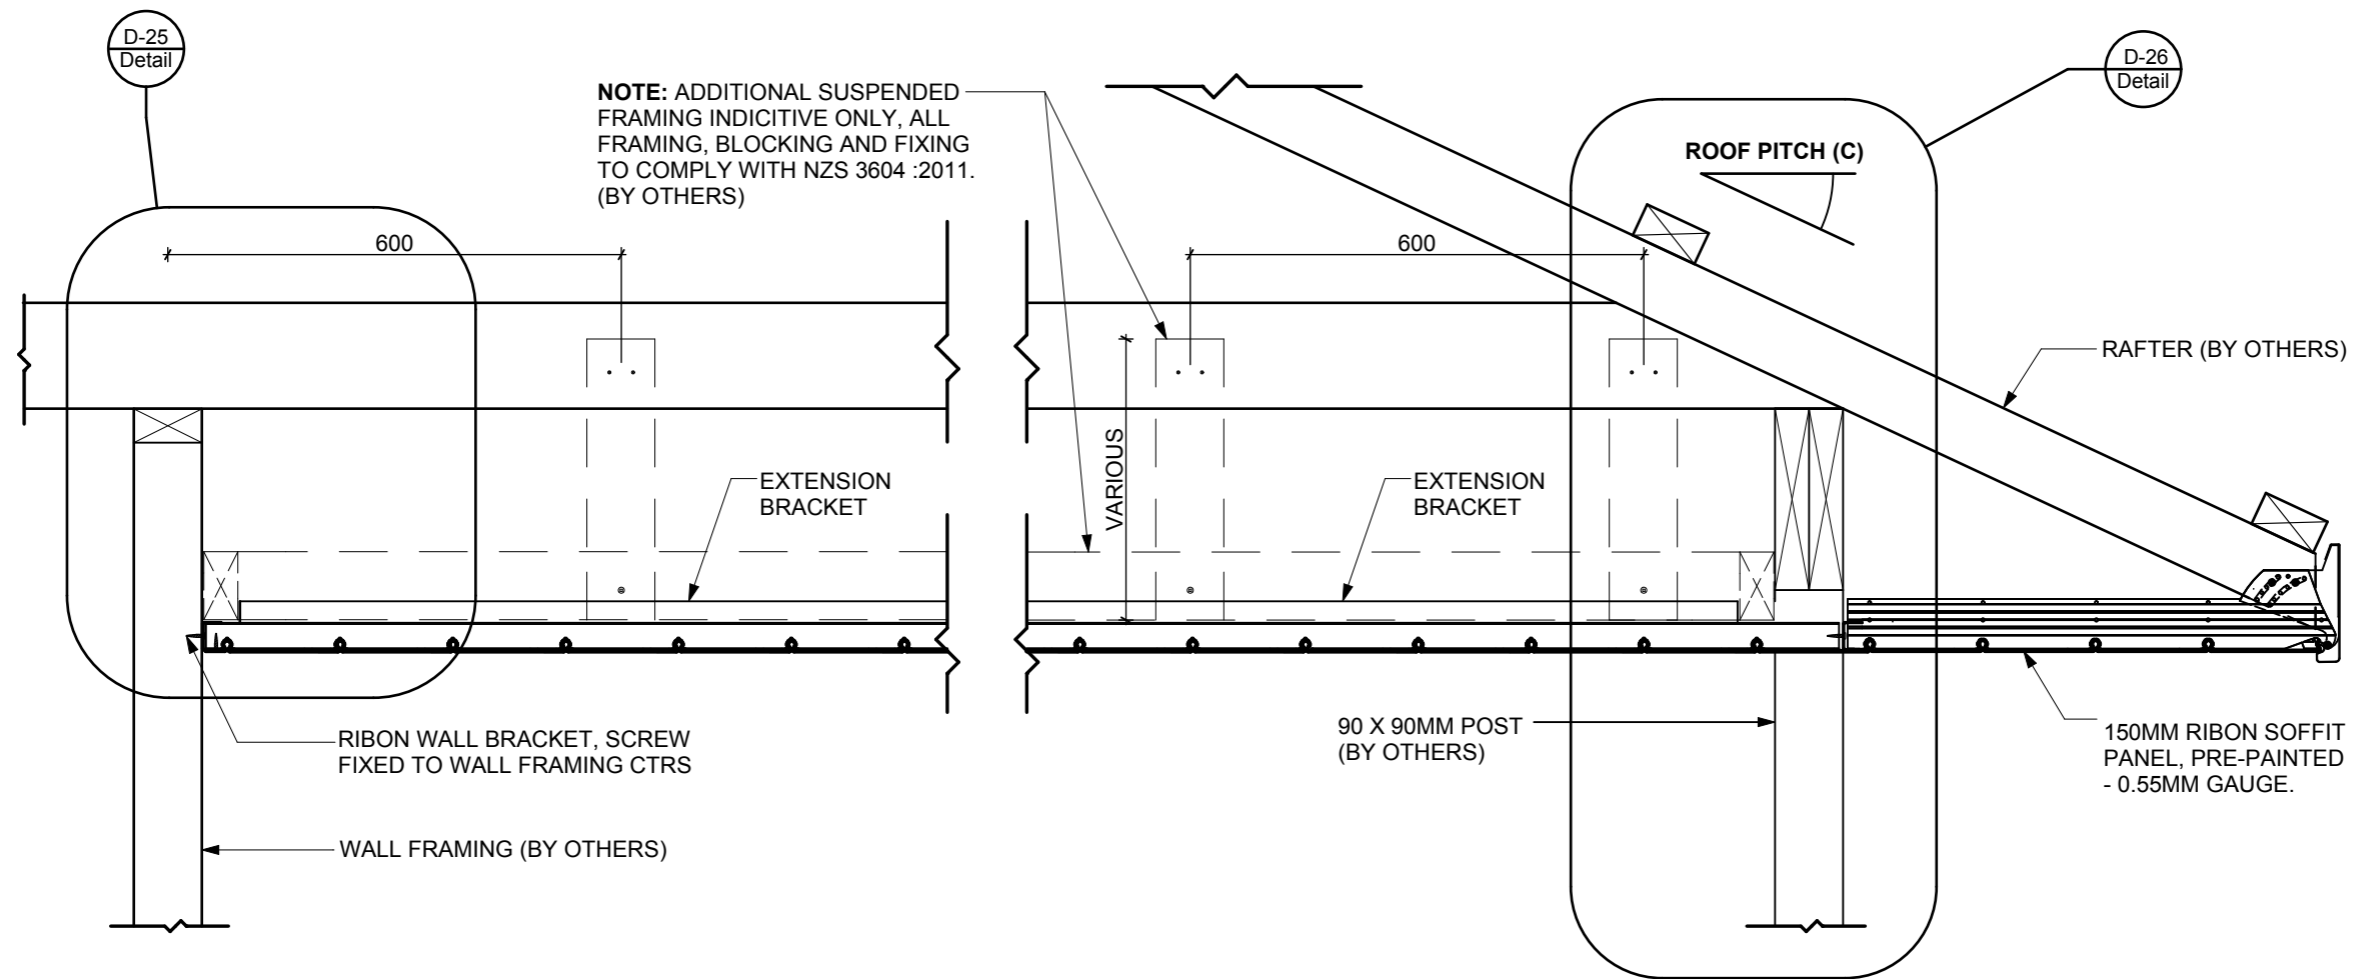 D-25
Detail
D-26
Detail
NOTE: ADDITIONAL SUSPENDED
FRAMING INDICITIVE ONLY, ALL
FRAMING, BLOCKING AND FIXING
TO COMPLY WITH NZS 3604 :2011.
(BY OTHERS)
ROOF PITCH (C)
600
600
RAFTER (BY OTHERS)
VARIOUS
EXTENSION
BRACKET
EXTENSION
BRACKET
RIBON WALL BRACKET, SCREW
FIXED TO WALL FRAMING CTRS
90 X 90MM POST
(BY OTHERS)
150MM RIBON SOFFIT
PANEL, PRE-PAINTED
- 0.55MM GAUGE.
WALL FRAMING (BY OTHERS)